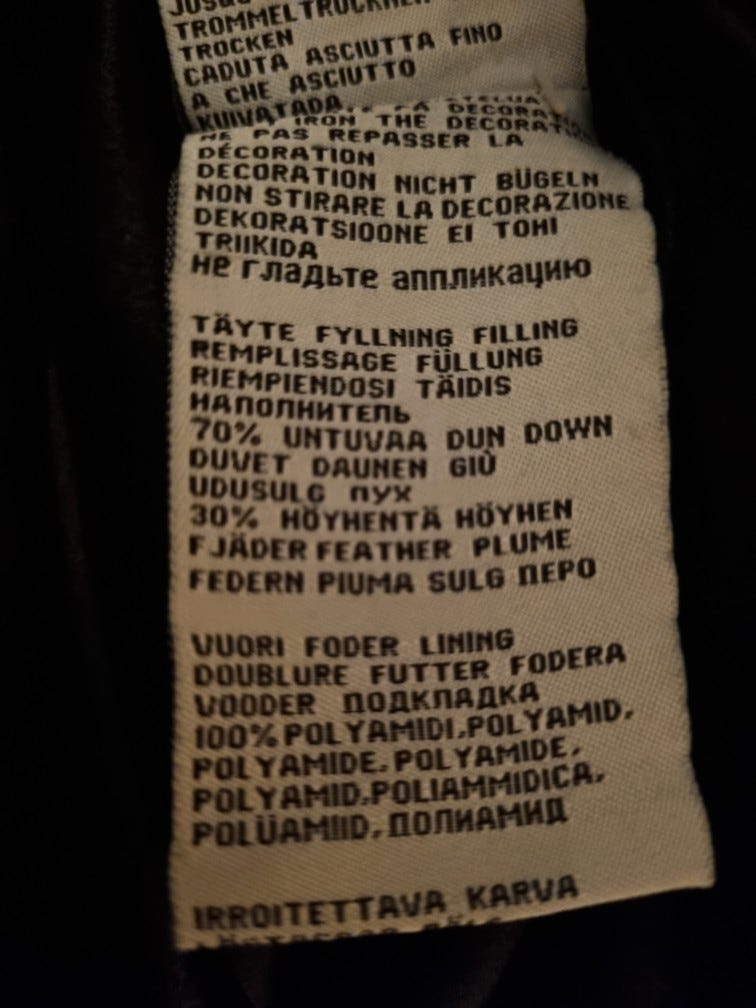 TROMMELTROCKNER
TROCKEN
CADUTA ASCIUTTA FINO
A CHE ASCIUTTO
KUIVATADA.
IRON THE DECORATION
NE PAS REPASSER LA
DÉCORATION
DECORATION NICHT BÜGELN
NON STIRARE LA DECORAZIONE
DEKORATSIOONE EI TOHI
TRIIKIDA
не гладьте аппликацию
TÄYTE FYLLNING FILLING
REMPLISSAGE FÜLLUNG
RIEMPIENDOSI TÄIDIS
НАПОЛНИТЕЛЬ
70% UNTUVAA DUN DOWN
DUVET DAUNEN GIÙ
UDUSULG пух
30% HÖYHENTÄ HÖYHEN
FJÄDER FEATHER PLUME
FEDERN PIUMA SULG ПЕРО
VUORI FODER LINING
DOUBLURE FUTTER FODERA
VOODER ПОДКЛАДКА
100% POLYAMIDI,POLYAMID,
POLYAMIDE,POLYAMIDE,
POLYAMID,POLIAMMIDICA,
POLÜAMIID,ПОЛИАМИД
IRROITETTAVA KARVA